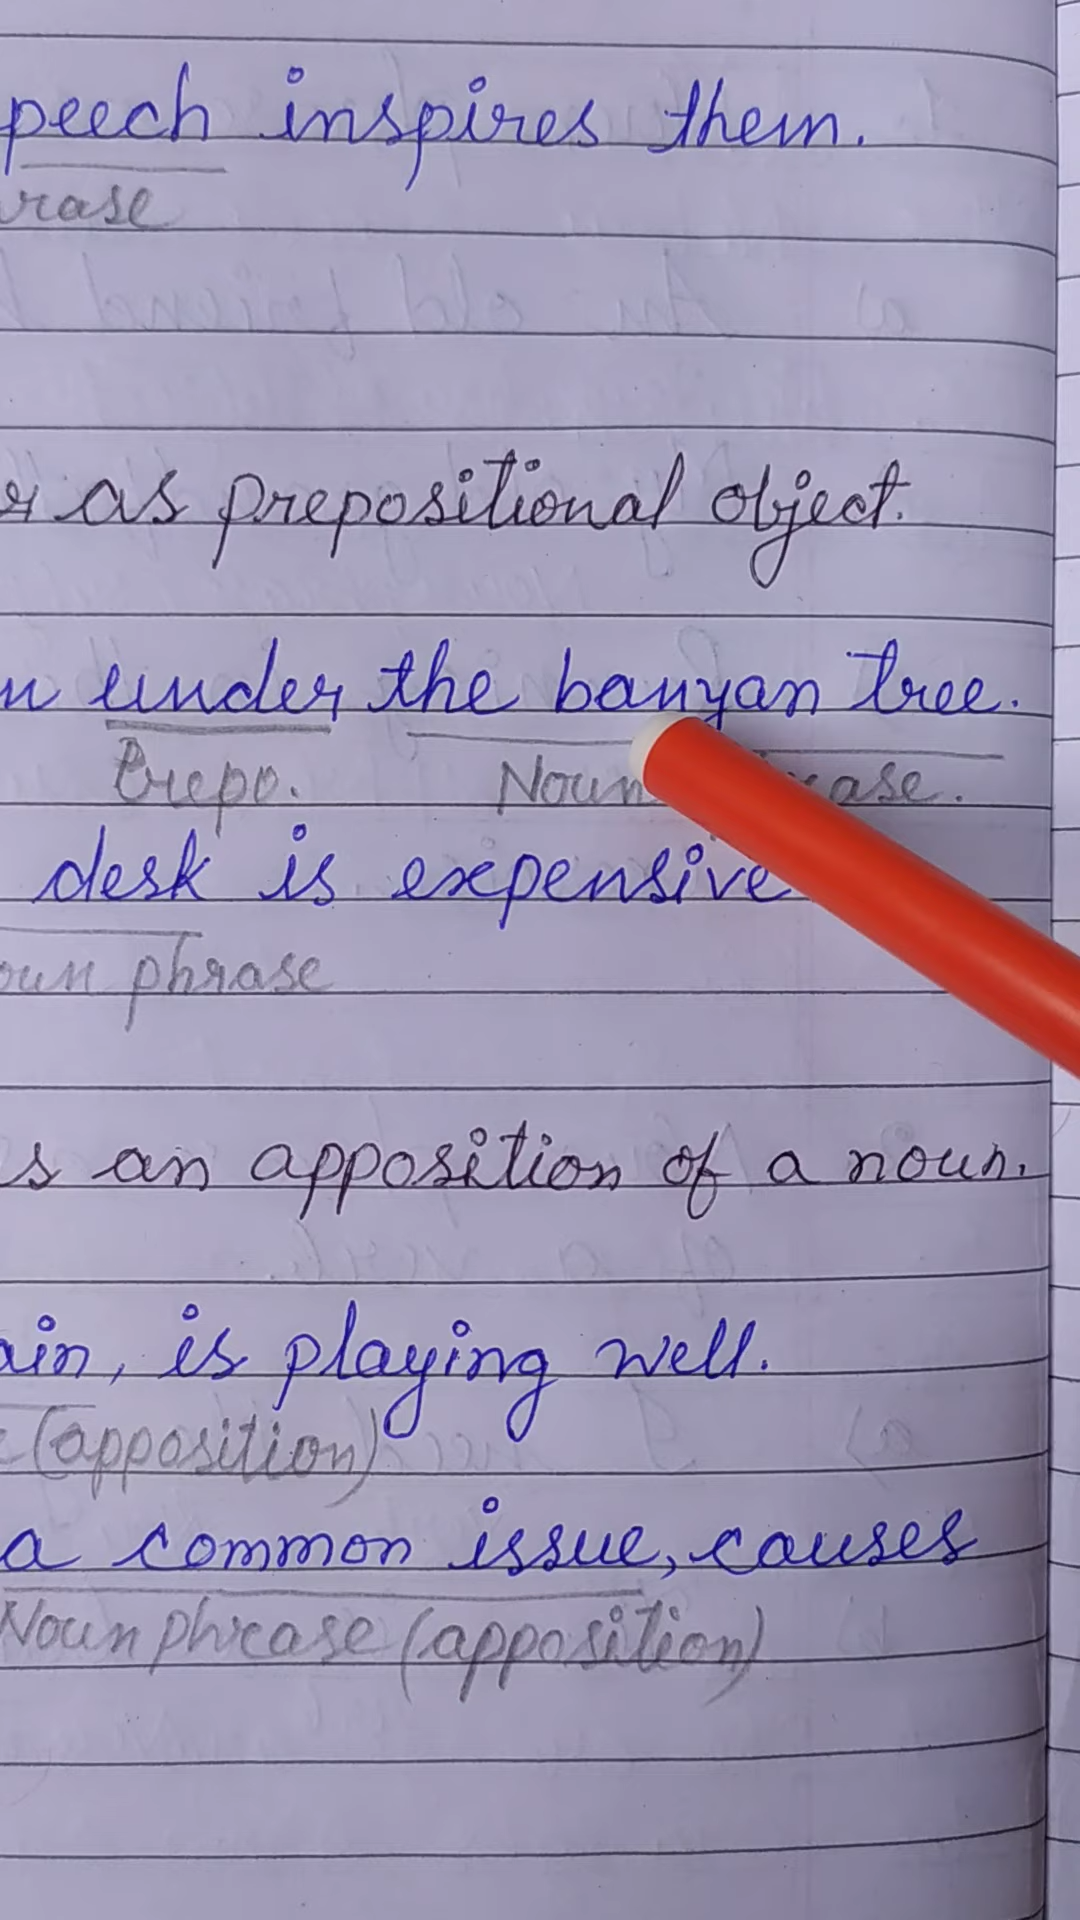 peech inspires them.
rase
r as prepositional object.
n under the banyan tree.
Prepo. Noun rase.
desk is expensive
oun phrase
s an apposition of a noun.
ain, is playing well.
(apposition)
a common issue, causes
Noun phrase (apposition)